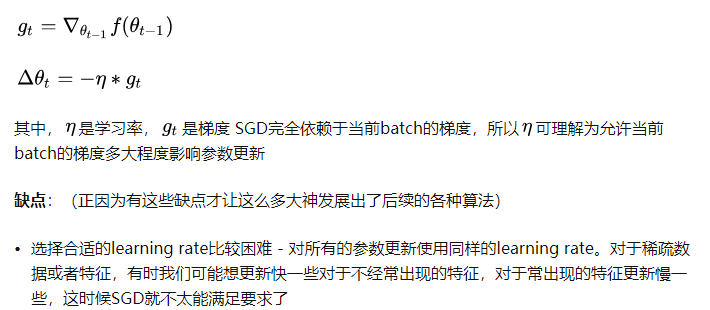 g_t = ∇_{θ_{t−1}} f(θ_{t−1})
Δθ_t = −η * g_t
其中，η是学习率，g_t 是梯度 SGD完全依赖于当前batch的梯度，所以η可理解为允许当前
batch的梯度多大程度影响参数更新
缺点：（正因为有这些缺点才让这么多大神发展出了后续的各种算法）
• 选择合适的learning rate比较困难 - 对所有的参数更新使用同样的learning rate。对于稀疏数
据或者特征，有时我们可能想更新快一些对于不经常出现的特征，对于常出现的特征更新慢一
些，这时候SGD就不太能满足要求了